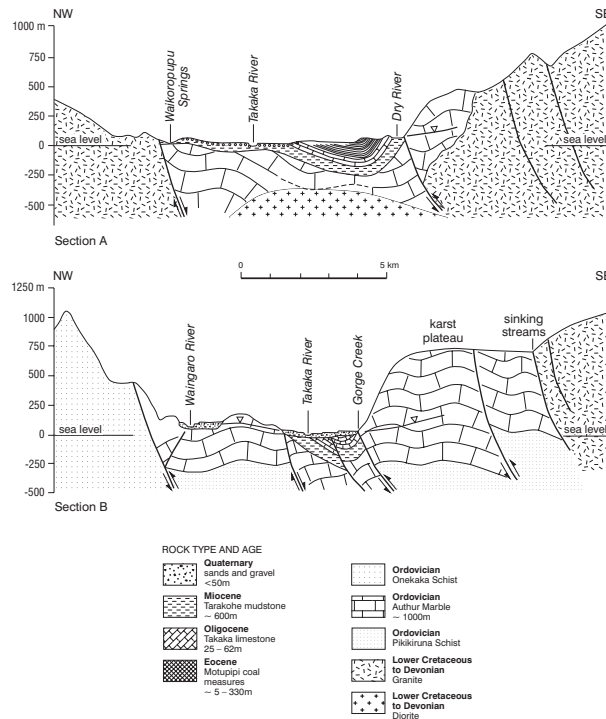 NW
SE
1000 m
750
500
250
0
-250
-500
sea level
sea level
Waikoropupu
Springs
Takaka River
Dry River
Section A
0
5 km
NW
SE
1250 m
1000
750
500
250
0
-250
-500
sea level
sea level
Waingaro River
Takaka River
Gorge Creek
karst
plateau
sinking
streams
Section B
ROCK TYPE AND AGE
Quaternary
sands and gravel
<50m
Miocene
Tarakohe mudstone
~ 600m
Oligocene
Takaka limestone
25 – 62m
Eocene
Motupipi coal
measures
~ 5 – 330m
Ordovician
Onekaka Schist
Ordovician
Authur Marble
~ 1000m
Ordovician
Pikikiruna Schist
Lower Cretaceous
to Devonian
Granite
Lower Cretaceous
to Devonian
Diorite